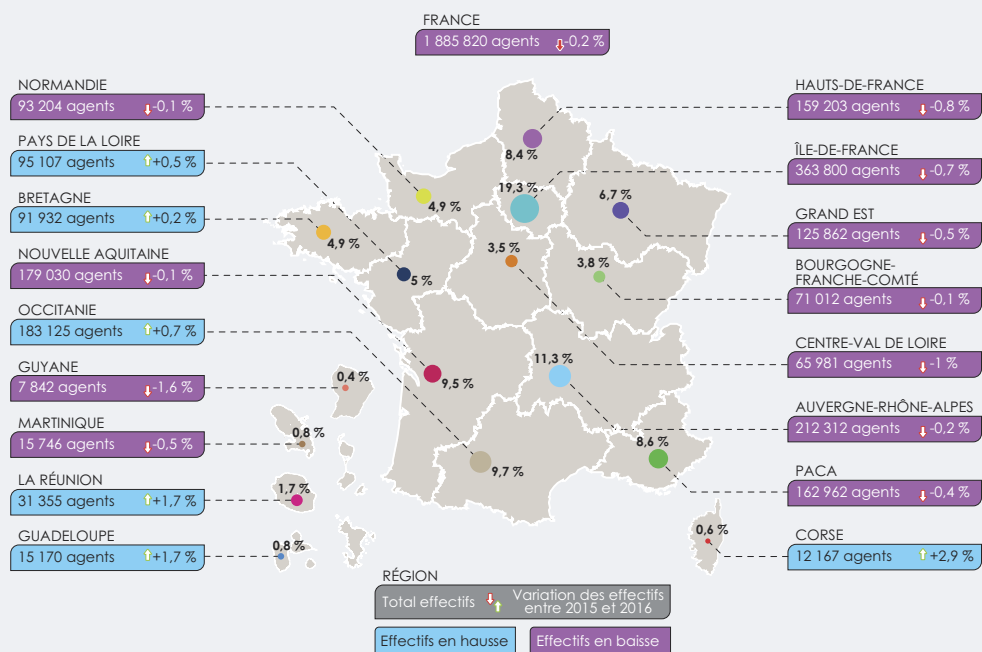 FRANCE
1 885 820 agents -0,2 %
NORMANDIE
93 204 agents -0,1 %
PAYS DE LA LOIRE
95 107 agents +0,5 %
BRETAGNE
91 932 agents +0,2 %
NOUVELLE AQUITAINE
179 030 agents -0,1 %
OCCITANIE
183 125 agents +0,7 %
GUYANE
7 842 agents -1,6 %
MARTINIQUE
15 746 agents -0,5 %
LA RÉUNION
31 355 agents +1,7 %
GUADELOUPE
15 170 agents +1,7 %
8,4 %
19,3 %
6,7 %
4,9 %
4,9 %
3,5 %
3,8 %
5 %
11,3 %
9,5 %
0,4 %
0,8 %
8,6 %
9,7 %
1,7 %
0,8 %
0,6 %
HAUTS-DE-FRANCE
159 203 agents -0,8 %
ÎLE-DE-FRANCE
363 800 agents -0,7 %
GRAND EST
125 862 agents -0,5 %
BOURGOGNE-
FRANCHE-COMTÉ
71 012 agents -0,1 %
CENTRE-VAL DE LOIRE
65 981 agents -1 %
AUVERGNE-RHÔNE-ALPES
212 312 agents -0,2 %
PACA
162 962 agents -0,4 %
CORSE
12 167 agents +2,9 %
RÉGION
Total effectifs
Variation des effectifs
entre 2015 et 2016
Effectifs en hausse
Effectifs en baisse